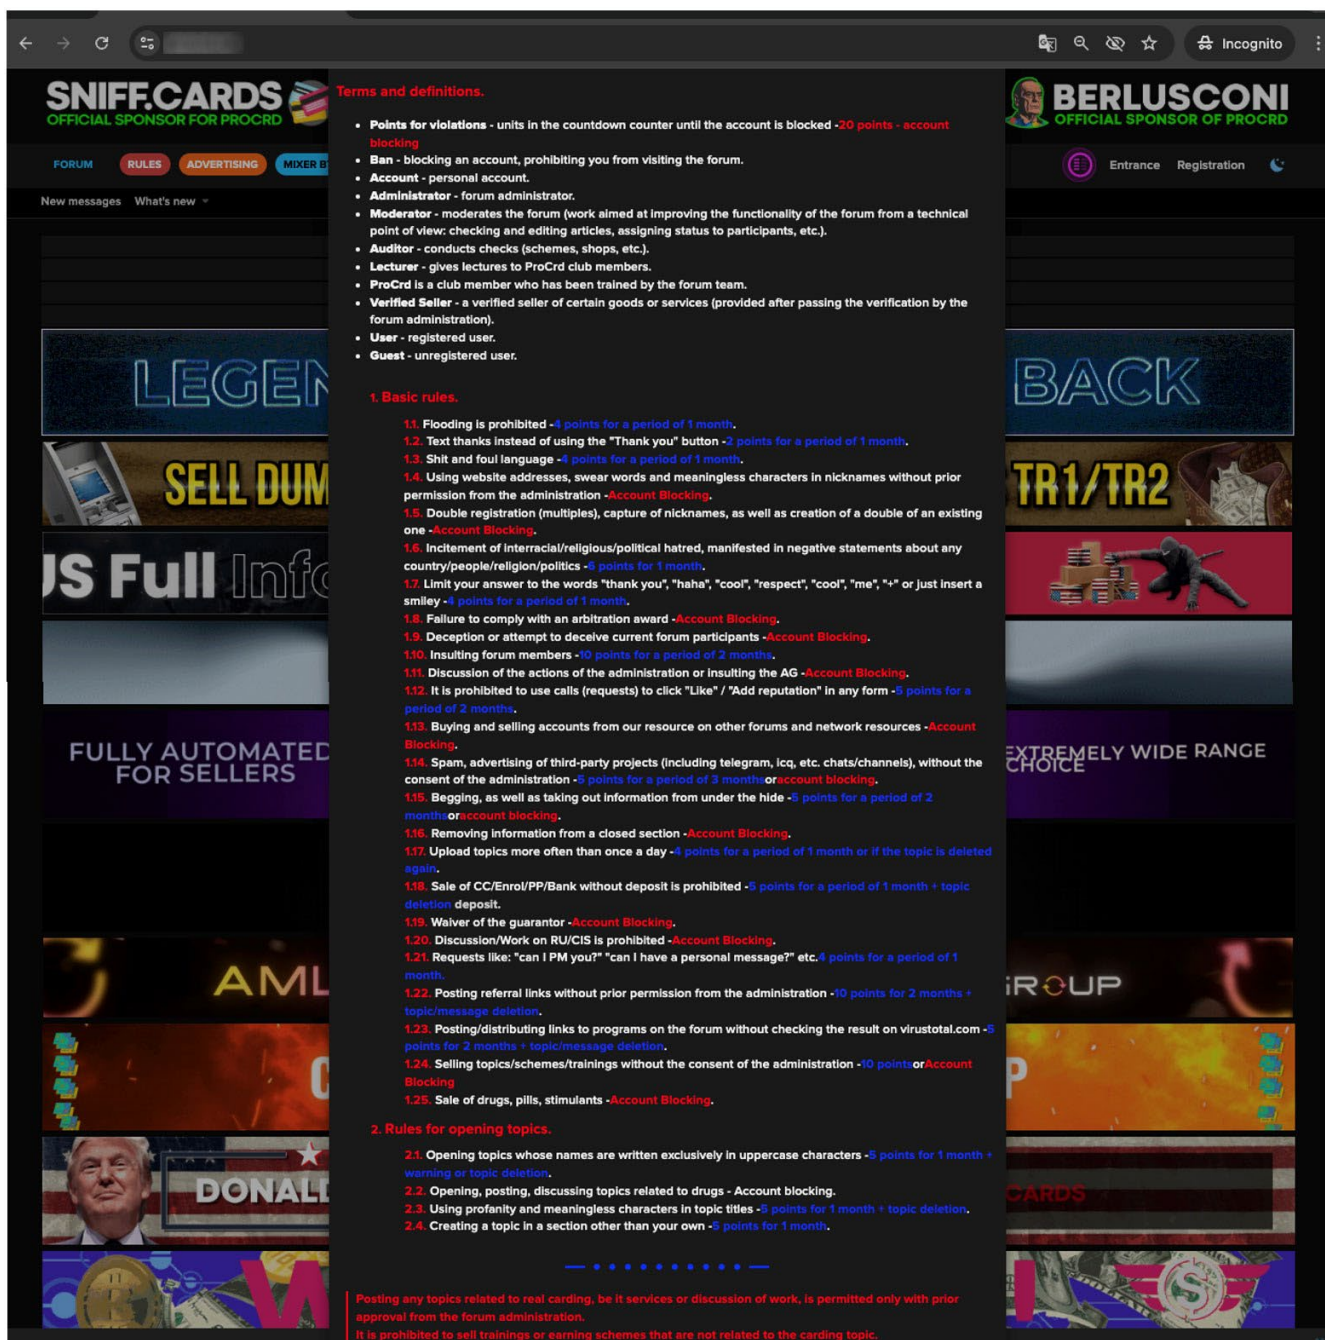 Incognito
SNIFF.CARDS
OFFICIAL SPONSOR FOR PROCRD
BERLUSCONI
OFFICIAL SPONSOR OF PROCRD
FORUM RULES ADVERTISING MIXER
Entrance Registration
New messages What's new
Terms and definitions.
• Points for violations - units in the countdown counter until the account is blocked -20 points - account
blocking
• Ban - blocking an account, prohibiting you from visiting the forum.
• Account - personal account.
• Administrator - forum administrator.
• Moderator - moderates the forum (work aimed at improving the functionality of the forum from a technical
point of view: checking and editing articles, assigning status to participants, etc.).
• Auditor - conducts checks (schemes, shops, etc.).
• Lecturer - gives lectures to ProCrd club members.
• ProCrd is a club member who has been trained by the forum team.
• Verified Seller - a verified seller of certain goods or services (provided after passing the verification by the
forum administration).
• User - registered user.
• Guest - unregistered user.
LEGEN
BACK
SELL DUM
TR1/TR2
US Full Info
FULLY AUTOMATED
FOR SELLERS
EXTREMELY WIDE RANGE
CHOICE
AML
GROUP
C
P
DONAL
CARDS
W
1. Basic rules.
1.1. Flooding is prohibited -4 points for a period of 1 month.
1.2. Text thanks instead of using the "Thank you" button -2 points for a period of 1 month.
1.3. Shit and foul language -4 points for a period of 1 month.
1.4. Using website addresses, swear words and meaningless characters in nicknames without prior
permission from the administration -Account Blocking.
1.5. Double registration (multiples), capture of nicknames, as well as creation of a double of an existing
one -Account Blocking.
1.6. Incitement of interracial/religious/political hatred, manifested in negative statements about any
country/people/religion/politics -6 points for 1 month.
1.7. Limit your answer to the words "thank you", "haha", "cool", "respect", "cool", "me", "+" or just insert a
smiley -4 points for a period of 1 month.
1.8. Failure to comply with an arbitration award -Account Blocking.
1.9. Deception or attempt to deceive current forum participants -Account Blocking.
1.10. Insulting forum members -10 points for a period of 2 months.
1.11. Discussion of the actions of the administration or insulting the AG -Account Blocking.
1.12. It is prohibited to use calls (requests) to click "Like" / "Add reputation" in any form -5 points for a
period of 2 months.
1.13. Buying and selling accounts from our resource on other forums and network resources -Account
Blocking.
1.14. Spam, advertising of third-party projects (including telegram, icq, etc. chats/channels), without the
consent of the administration -5 points for a period of 3 monthsoraccount blocking.
1.15. Begging, as well as taking out information from under the hide -5 points for a period of 2
monthsoraccount blocking.
1.16. Removing information from a closed section -Account Blocking.
1.17. Upload topics more often than once a day -4 points for a period of 1 month or if the topic is deleted
again.
1.18. Sale of CC/Enrol/PP/Bank without deposit is prohibited -5 points for a period of 1 month + topic
deletion deposit.
1.19. Waiver of the guarantor -Account Blocking.
1.20. Discussion/Work on RU/CIS is prohibited -Account Blocking.
1.21. Requests like: "can I PM you?" "can I have a personal message?" etc.4 points for a period of 1
month.
1.22. Posting referral links without prior permission from the administration -10 points for 2 months +
topic/message deletion.
1.23. Posting/distributing links to programs on the forum without checking the result on virustotal.com -5
points for 2 months + topic/message deletion.
1.24. Selling topics/schemes/trainings without the consent of the administration -10 pointsorAccount
Blocking
1.25. Sale of drugs, pills, stimulants -Account Blocking.
2. Rules for opening topics.
2.1. Opening topics whose names are written exclusively in uppercase characters -5 points for 1 month +
warning or topic deletion.
2.2. Opening, posting, discussing topics related to drugs - Account blocking.
2.3. Using profanity and meaningless characters in topic titles -5 points for 1 month + topic deletion.
2.4. Creating a topic in a section other than your own -5 points for 1 month.
Posting any topics related to real carding, be it services or discussion of work, is permitted only with prior
approval from the forum administration.
It is prohibited to sell trainings or earning schemes that are not related to the carding topic.